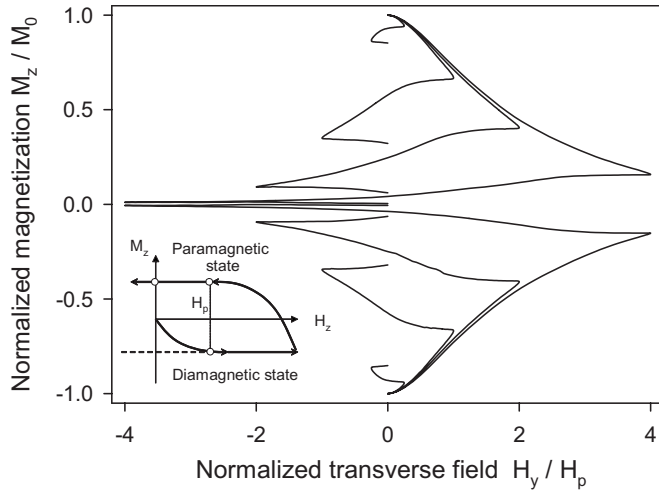 1.0
0.5
0.0
-0.5
-1.0
Normalized magnetization M_z / M_0
M_z
Paramagnetic
state
H_p
H_z
Diamagnetic state
-4 -2 0 2 4
Normalized transverse field H_y / H_p